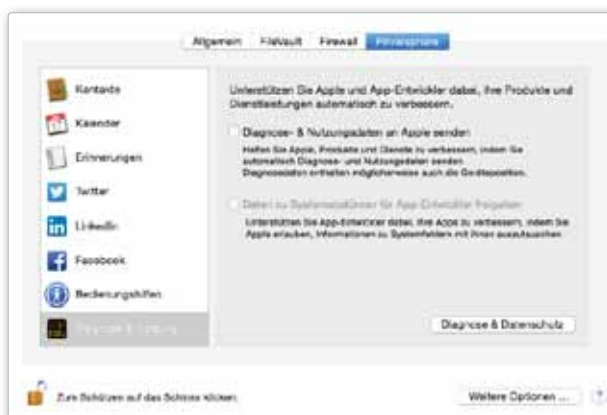 Allgemein FileVault Firewall Privatsphäre
Kontakte
Kalender
Erinnerungen
Twitter
LinkedIn
Facebook
Bedienungshilfen
Diagnose & Nutzung
Unterstützen Sie Apple und App-Entwickler dabei, ihre Produkte und
Dienstleistungen automatisch zu verbessern.
Diagnose- & Nutzungsdaten an Apple senden
Helfen Sie Apple, Produkte und Dienste zu verbessern, indem Sie
automatisch Diagnose- und Nutzungsdaten senden
Diagnosedaten enthalten möglicherweise auch die Geräteposition.
Daten zu Systemabstürzen für App-Entwickler freigeben
Unterstützen Sie App-Entwickler dabei, ihre Apps zu verbessern, indem Sie
Apple erlauben, Informationen zu Systemfehlern mit ihnen auszutauschen
Diagnose & Datenschutz
Zum Schützen auf das Schloss klicken.
Weitere Optionen ... ?